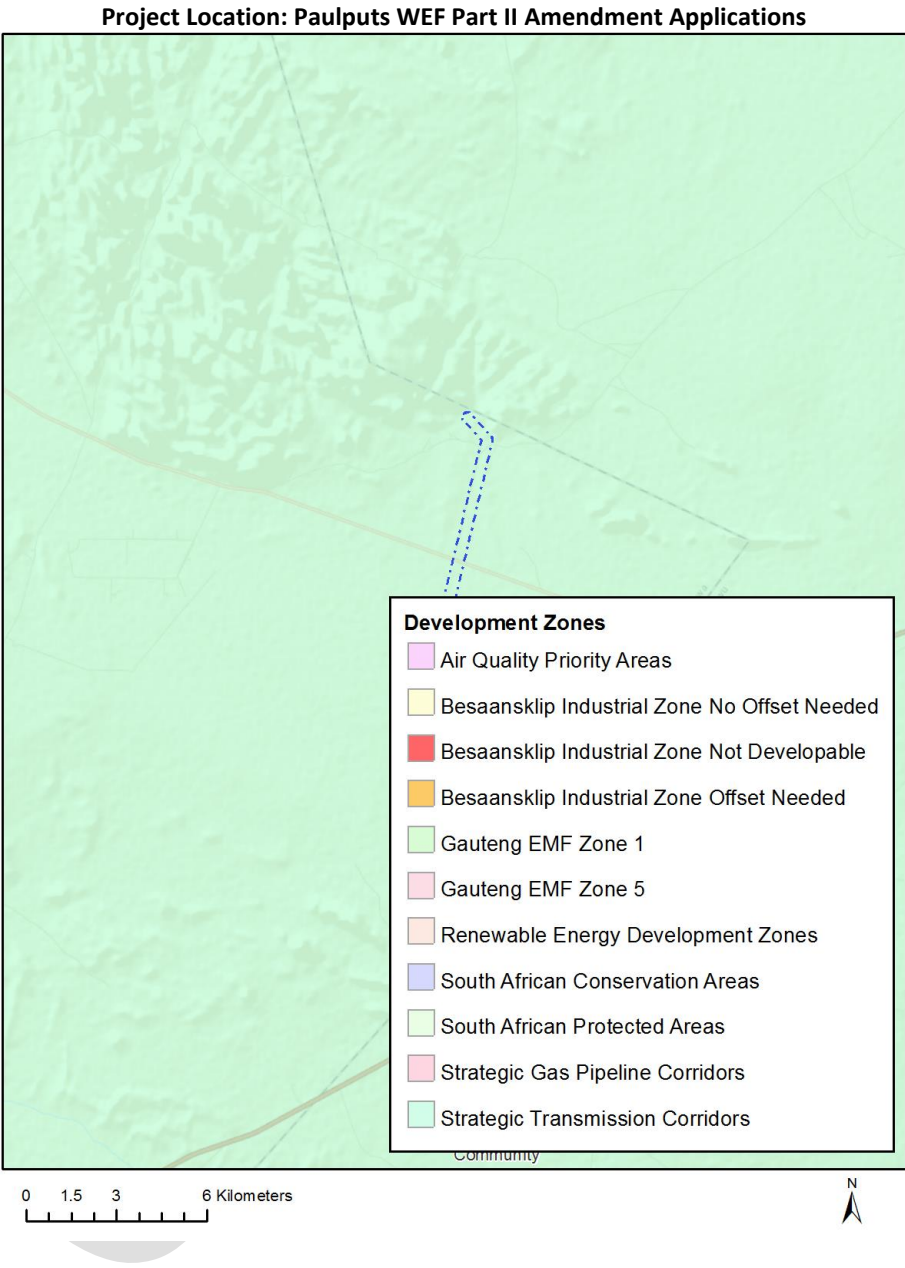 Project Location: Paulputs WEF Part II Amendment Applications
Development Zones
Air Quality Priority Areas
Besaansklip Industrial Zone No Offset Needed
Besaansklip Industrial Zone Not Developable
Besaansklip Industrial Zone Offset Needed
Gauteng EMF Zone 1
Gauteng EMF Zone 5
Renewable Energy Development Zones
South African Conservation Areas
South African Protected Areas
Strategic Gas Pipeline Corridors
Strategic Transmission Corridors
Community
0 1.5 3 6 Kilometers
N